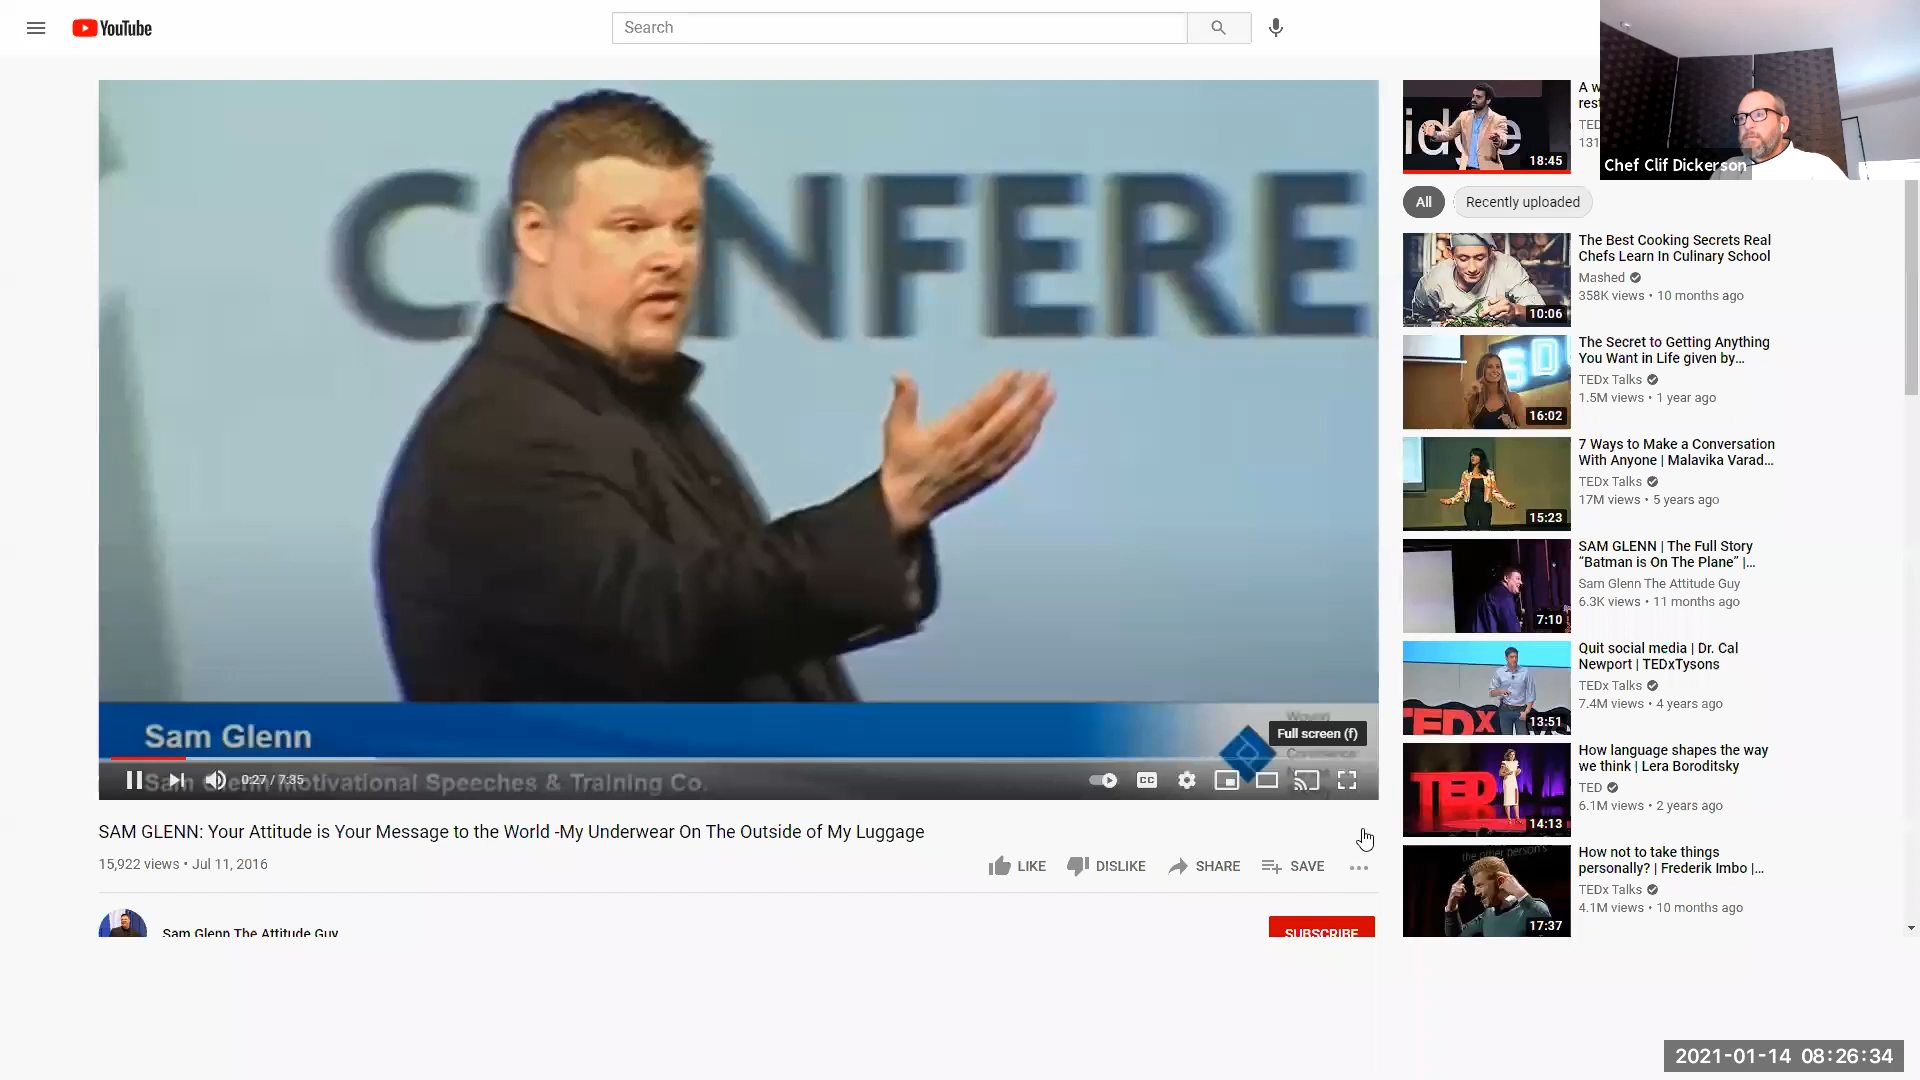 YouTube
Search
CONFERE
Sam Glenn
Sam Glenn Motivational Speeches & Training Co.
Full screen (f)
0:27 / 7:35
CC
SAM GLENN: Your Attitude is Your Message to the World -My Underwear On The Outside of My Luggage
15,922 views • Jul 11, 2016
LIKE
DISLIKE
SHARE
SAVE
Sam Glenn The Attitude Guy
SUBSCRIBE
idge
18:45
A w
rest
TED
131
Chef Clif Dickerson
All
Recently uploaded
10:06
The Best Cooking Secrets Real
Chefs Learn In Culinary School
Mashed
358K views • 10 months ago
16:02
The Secret to Getting Anything
You Want in Life given by...
TEDx Talks
1.5M views • 1 year ago
15:23
7 Ways to Make a Conversation
With Anyone | Malavika Varad...
TEDx Talks
17M views • 5 years ago
7:10
SAM GLENN | The Full Story
“Batman is On The Plane” |...
Sam Glenn The Attitude Guy
6.3K views • 11 months ago
TEDx
13:51
Quit social media | Dr. Cal
Newport | TEDxTysons
TEDx Talks
7.4M views • 4 years ago
TED
14:13
How language shapes the way
we think | Lera Boroditsky
TED
6.1M views • 2 years ago
the other person's
17:37
How not to take things
personally? | Frederik Imbo |...
TEDx Talks
4.1M views • 10 months ago
2021-01-14 08:26:34